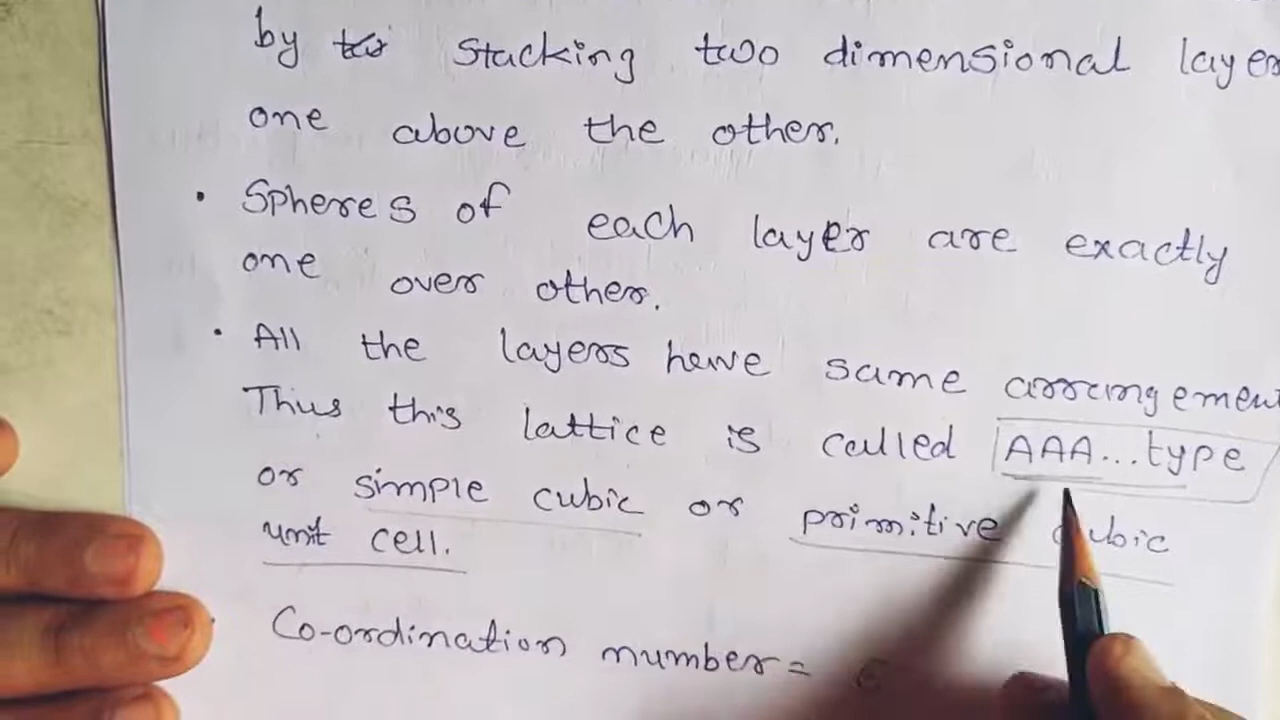 by stacking two dimensional layer
one above the other.
• Spheres of each layer are exactly
one over other.
• All the layers have same arrangement
Thus this lattice is called AAA...type
or simple cubic or primitive cubic
unit cell.
Co-ordination number = 6